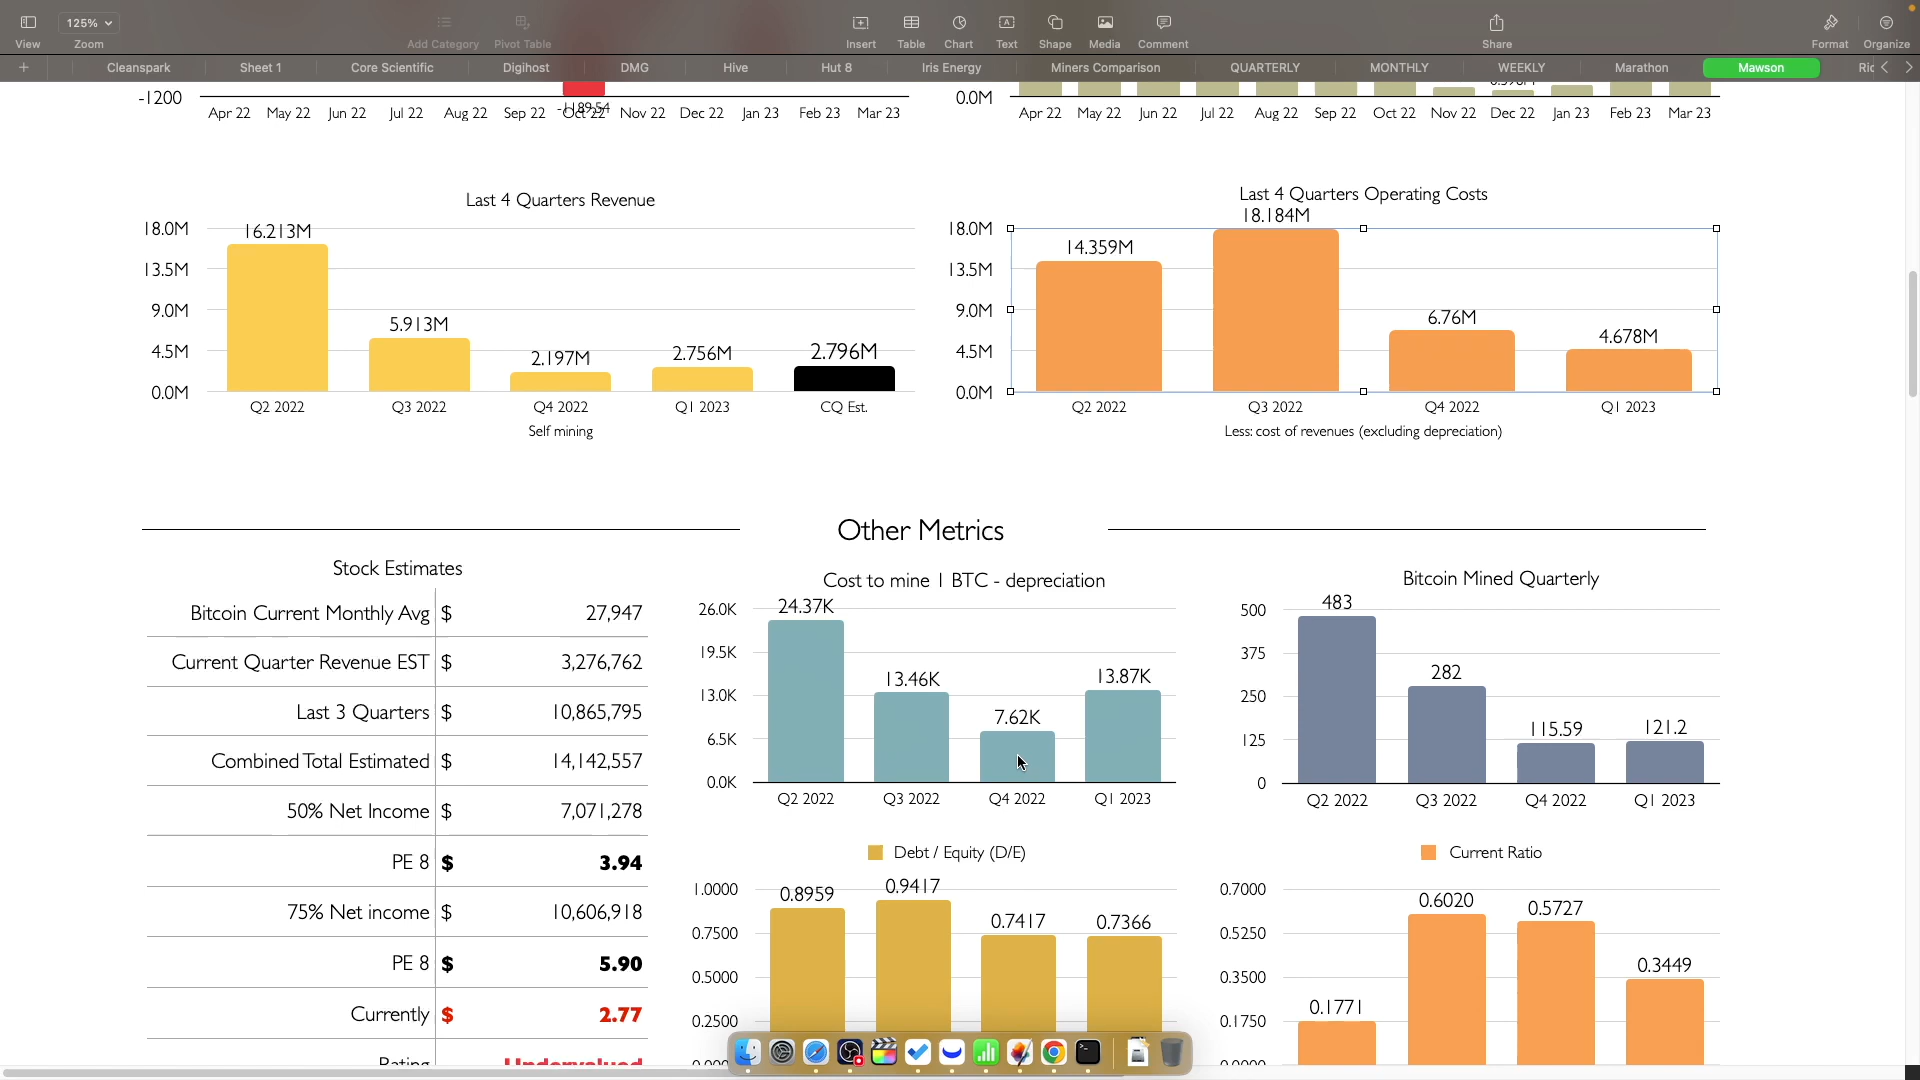 125%
View
Zoom
Add Category
Pivot Table
Insert
Table
Chart
Text
Shape
Media
Comment
Share
Format
Organize
+
Cleanspark
Sheet 1
Core Scientific
Digihost
DMG
Hive
Hut 8
Iris Energy
Miners Comparison
QUARTERLY
MONTHLY
WEEKLY
Marathon
Mawson
-1200
-1189.54
Apr 22 May 22 Jun 22 Jul 22 Aug 22 Sep 22 Oct 22 Nov 22 Dec 22 Jan 23 Feb 23 Mar 23
0.0M
Apr 22 May 22 Jun 22 Jul 22 Aug 22 Sep 22 Oct 22 Nov 22 Dec 22 Jan 23 Feb 23 Mar 23
Last 4 Quarters Revenue
18.0M
13.5M
9.0M
4.5M
0.0M
16.213M
5.913M
2.197M
2.756M
2.796M
Q2 2022 Q3 2022 Q4 2022 Q1 2023 CQ Est.
Self mining
Last 4 Quarters Operating Costs
18.0M
13.5M
9.0M
4.5M
0.0M
14.359M
18.184M
6.76M
4.678M
Q2 2022 Q3 2022 Q4 2022 Q1 2023
Less: cost of revenues (excluding depreciation)
Other Metrics
Stock Estimates
Bitcoin Current Monthly Avg $ 27,947
Current Quarter Revenue EST $ 3,276,762
Last 3 Quarters $ 10,865,795
Combined Total Estimated $ 14,142,557
50% Net Income $ 7,071,278
PE 8 $ 3.94
75% Net income $ 10,606,918
PE 8 $ 5.90
Currently $ 2.77
Rating Undervalued
Cost to mine 1 BTC - depreciation
26.0K
19.5K
13.0K
6.5K
0.0K
24.37K
13.46K
7.62K
13.87K
Q2 2022 Q3 2022 Q4 2022 Q1 2023
Bitcoin Mined Quarterly
500
375
250
125
0
483
282
115.59
121.2
Q2 2022 Q3 2022 Q4 2022 Q1 2023
Debt / Equity (D/E)
1.0000
0.7500
0.5000
0.2500
0.8959
0.9417
0.7417
0.7366
Current Ratio
0.7000
0.5250
0.3500
0.1750
0.1771
0.6020
0.5727
0.3449